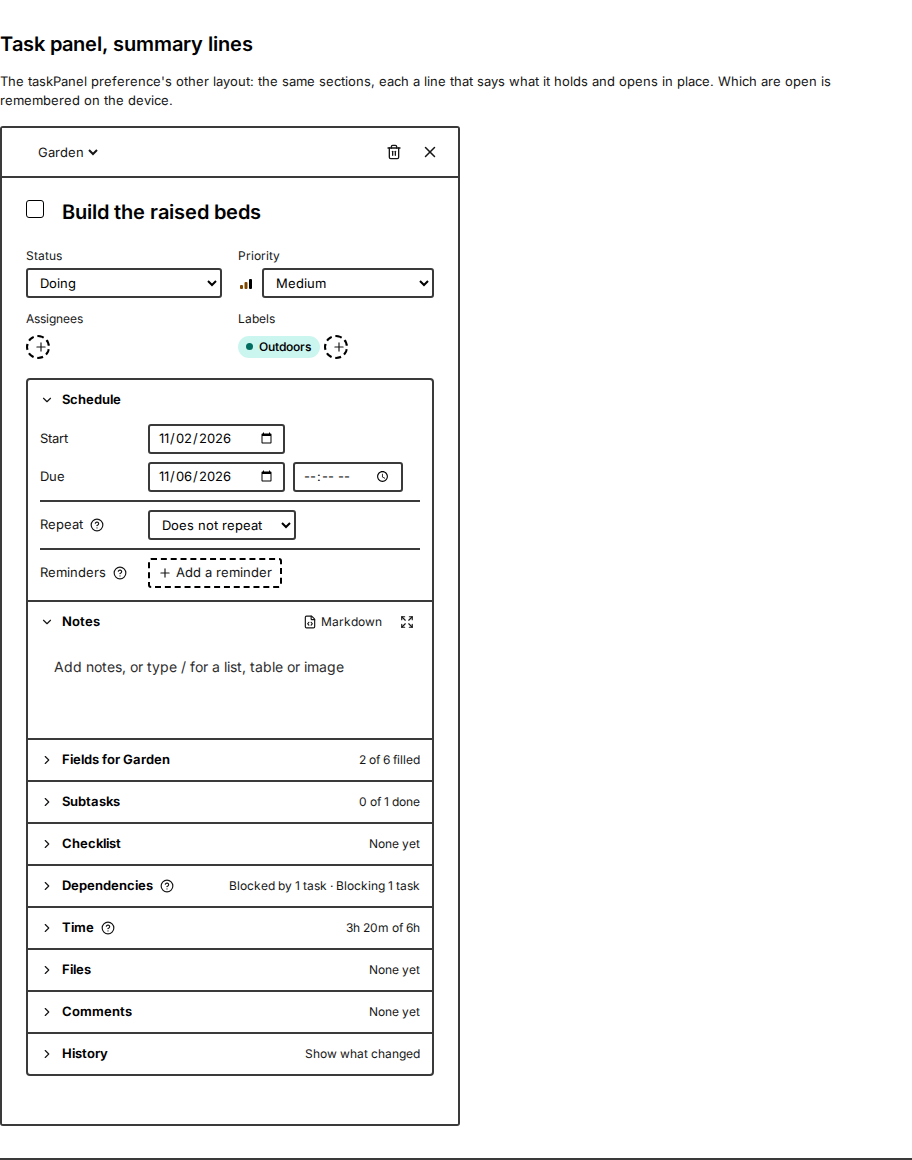 Task panel, summary lines
The taskPanel preference's other layout: the same sections, each a line that says what it holds and opens in place. Which are open is
remembered on the device.
Garden
Build the raised beds
Status
Priority
Doing
Medium
Assignees
Labels
Outdoors
Schedule
Start
11/02/2026
Due
11/06/2026
--:-- --
Repeat
Does not repeat
Reminders
+ Add a reminder
Notes
Markdown
Add notes, or type / for a list, table or image
Fields for Garden
2 of 6 filled
Subtasks
0 of 1 done
Checklist
None yet
Dependencies
Blocked by 1 task · Blocking 1 task
Time
3h 20m of 6h
Files
None yet
Comments
None yet
History
Show what changed